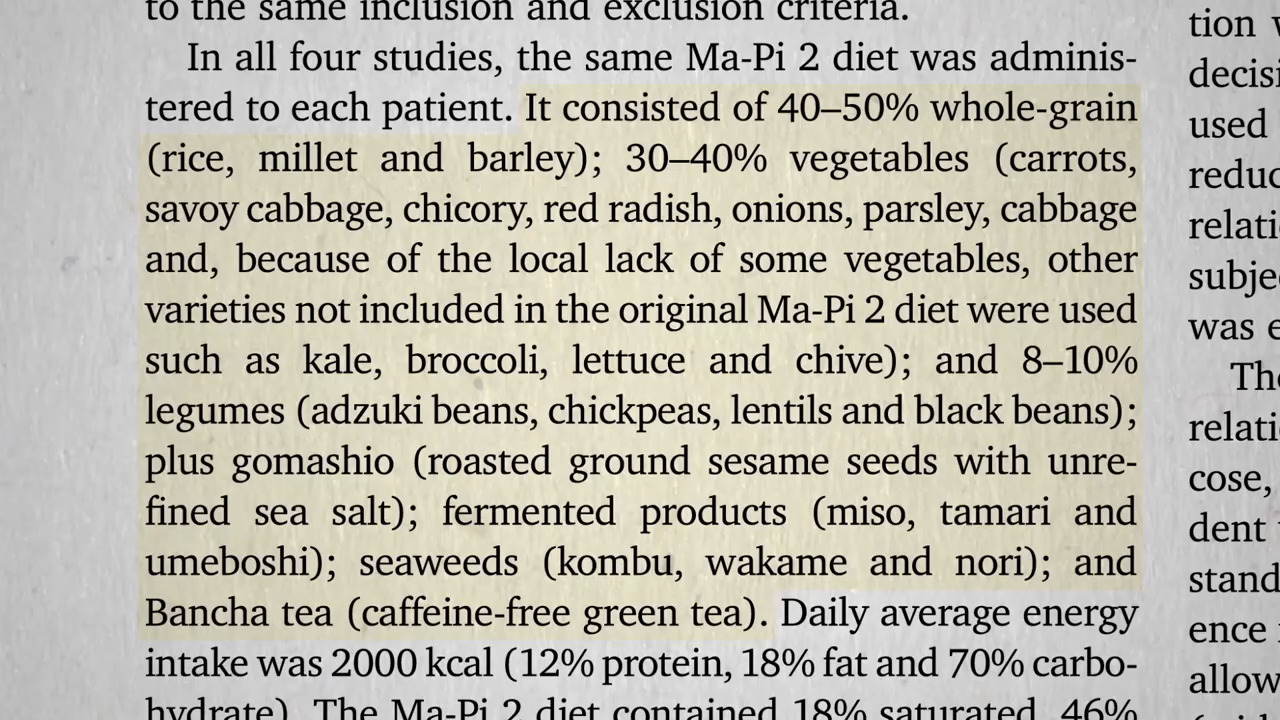 to the same inclusion and exclusion criteria.
In all four studies, the same Ma-Pi 2 diet was adminis-
tered to each patient. It consisted of 40–50% whole-grain
(rice, millet and barley); 30–40% vegetables (carrots,
savoy cabbage, chicory, red radish, onions, parsley, cabbage
and, because of the local lack of some vegetables, other
varieties not included in the original Ma-Pi 2 diet were used
such as kale, broccoli, lettuce and chive); and 8–10%
legumes (adzuki beans, chickpeas, lentils and black beans);
plus gomashio (roasted ground sesame seeds with unre-
fined sea salt); fermented products (miso, tamari and
umeboshi); seaweeds (kombu, wakame and nori); and
Bancha tea (caffeine-free green tea). Daily average energy
intake was 2000 kcal (12% protein, 18% fat and 70% carbo-
hydrate). The Ma-Pi 2 diet contained 18% saturated, 46%
tion
decisi
used
reduc
relati
subje
was e
The
relati
cose,
dent
stand
ence
allow